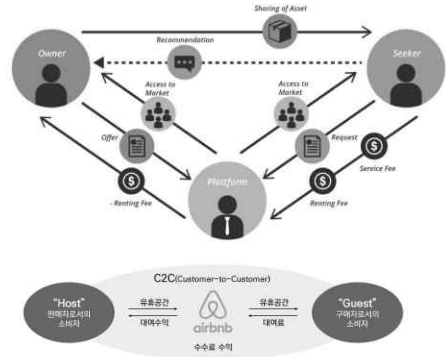 Sharing of Asset
Recommendation
Owner
Seeker
Access to
Market
Access to
Market
Offer
Request
Service Fee
Platform
- Renting Fee
Renting Fee
C2C(Customer-to-Customer)
"Host"
판매자로서의
소비자
유휴공간
대여수익
airbnb
수수료 수익
유휴공간
대여료
"Guest"
구매자로서의
소비자